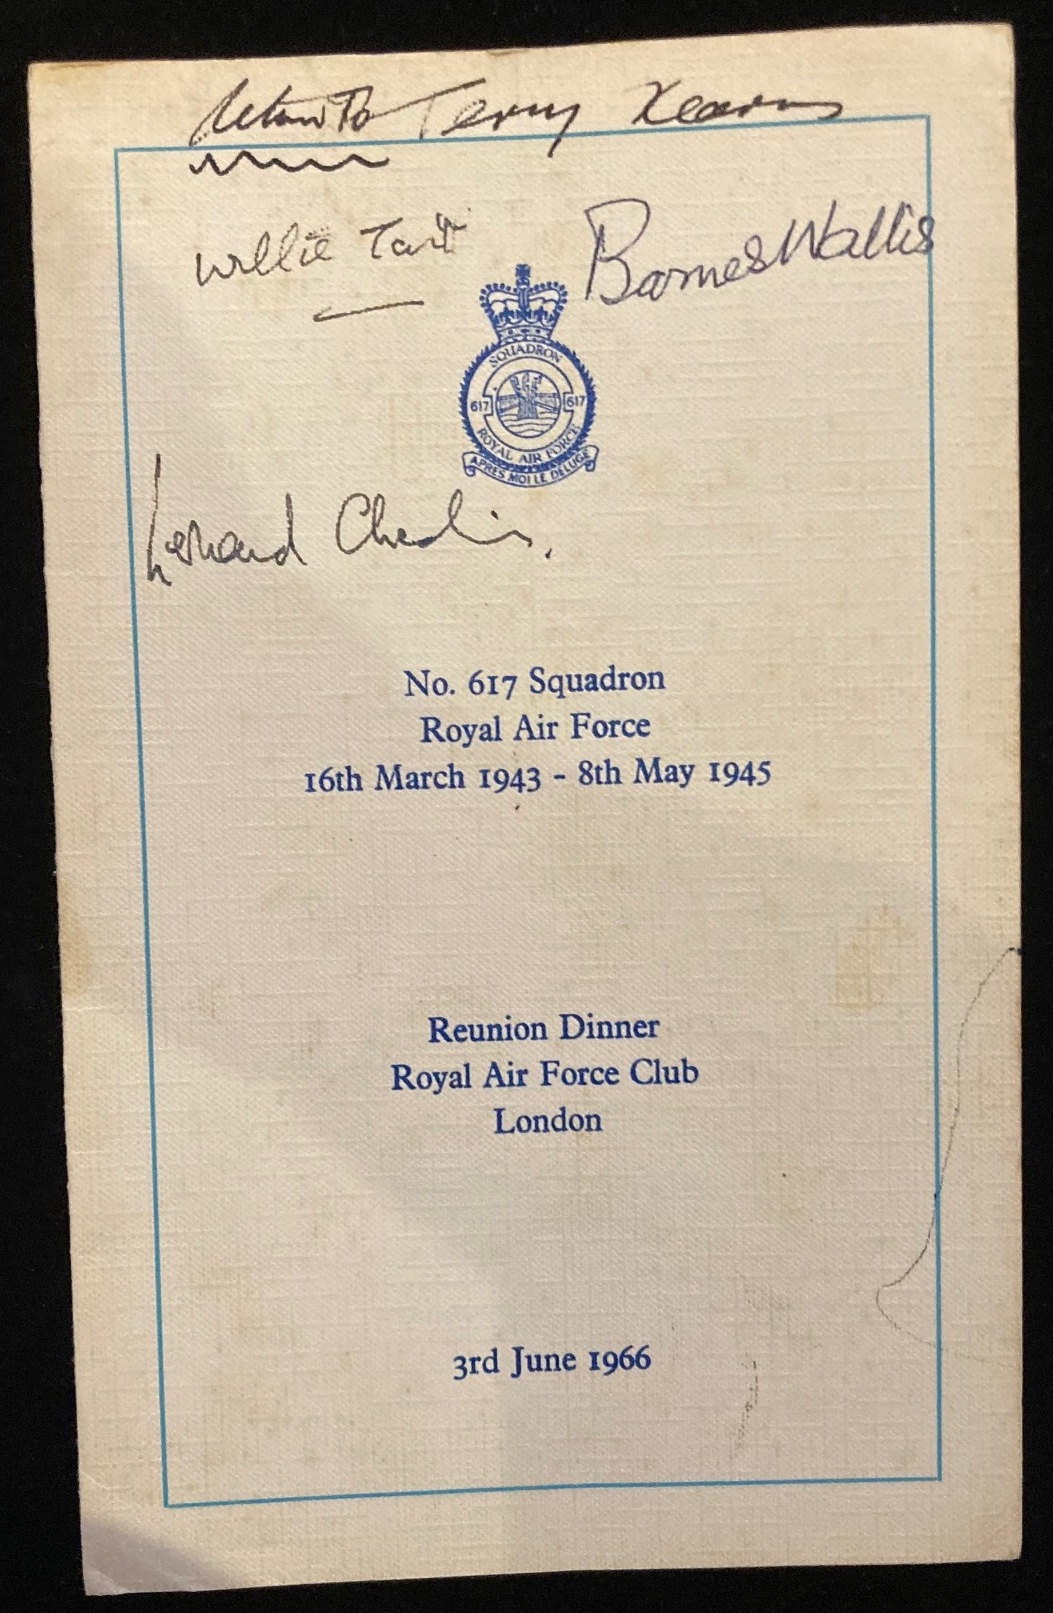 Return To Terry Kearns
Willie Tait
Barnes Wallis
SQUADRON
617 617
ROYAL AIR FORCE
APRES MOI LE DELUGE
Leonard Cheshire.
No. 617 Squadron
Royal Air Force
16th March 1943 - 8th May 1945
Reunion Dinner
Royal Air Force Club
London
3rd June 1966